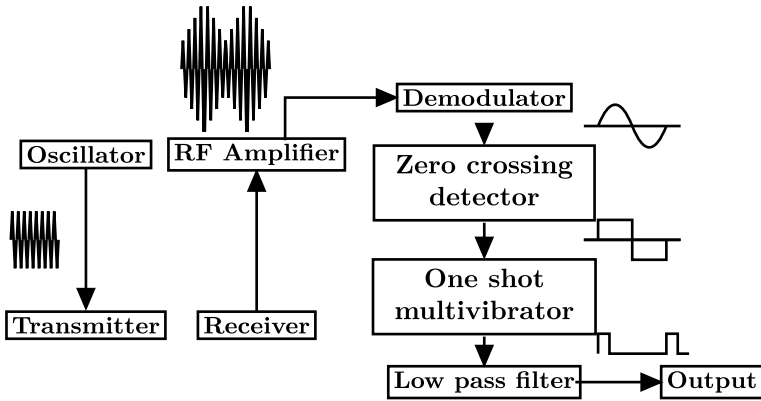 Demodulator
Oscillator
RF Amplifier
Zero crossing
detector
One shot
multivibrator
Transmitter
Receiver
Low pass filter
Output